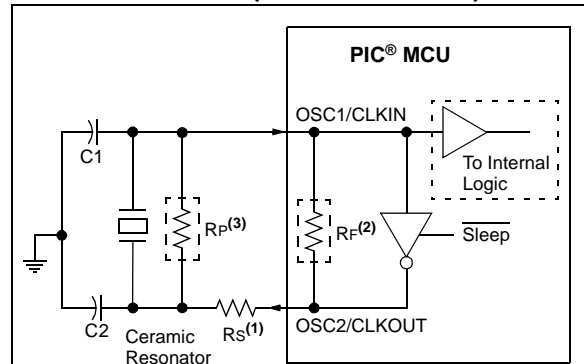 PIC® MCU
OSC1/CLKIN
C1
To Internal
Logic
RP(3)
RF(2)
Sleep
C2
Ceramic
Resonator
RS(1)
OSC2/CLKOUT